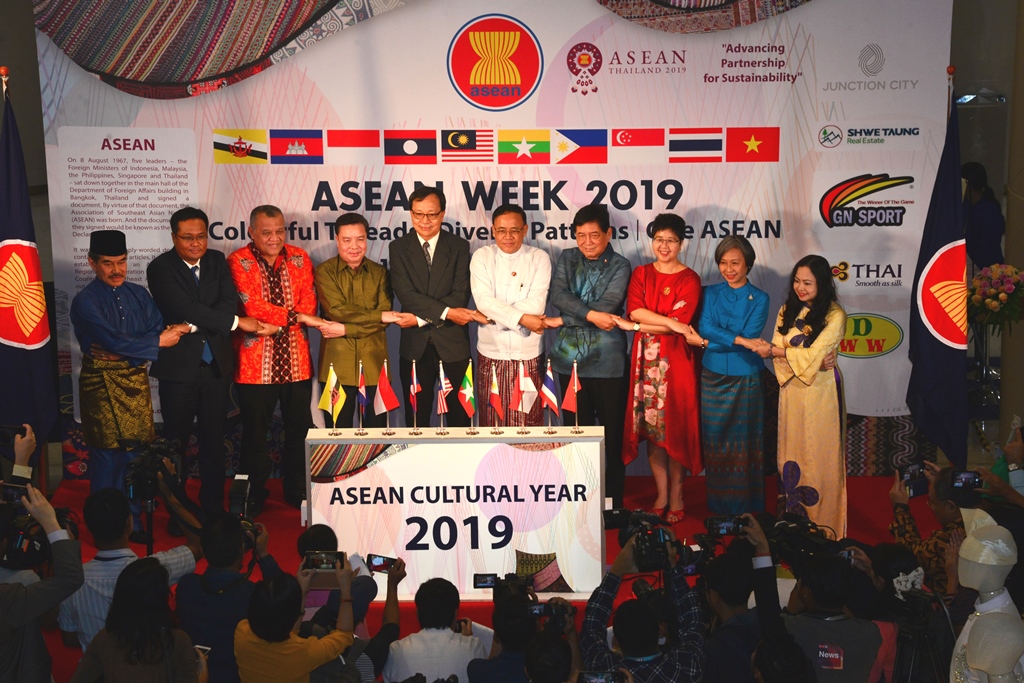 asean
ASEAN
THAILAND 2019
"Advancing
Partnership
for Sustainability"
JUNCTION CITY
SHWE TAUNG
Real Estate
The Winner Of The Game
GN SPORT
THAI
Smooth as silk
D
WW
ASEAN WEEK 2019
Colourful Threads Diverse Patterns | One ASEAN
ASEAN
On 8 August 1967, five leaders – the
Foreign Ministers of Indonesia, Malaysia,
the Philippines, Singapore and Thailand
– sat down together in the main hall of the
Department of Foreign Affairs building in
Bangkok, Thailand and signed a
document. By virtue of that document, the
Association of Southeast Asian
(ASEAN) was born. And the
they signed would be known as the
ASEAN CULTURAL YEAR
2019
News